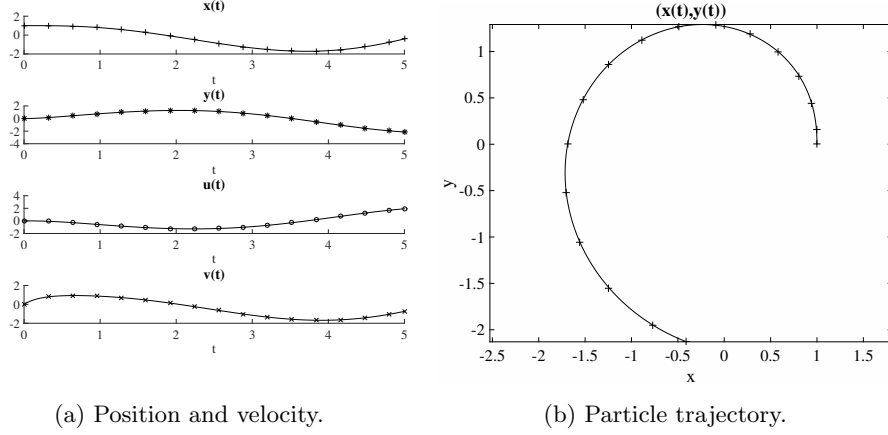 x(t)
2
0
-2
0 1 2 3 4 5
t
y(t)
2
0
-2
-4
0 1 2 3 4 5
t
u(t)
4
2
0
-2
0 1 2 3 4 5
t
v(t)
2
0
-2
0 1 2 3 4 5
t
(a) Position and velocity.
(x(t),y(t))
1
0.5
0
-0.5
-1
-1.5
-2
y
-2.5 -2 -1.5 -1 -0.5 0 0.5 1 1.5
x
(b) Particle trajectory.